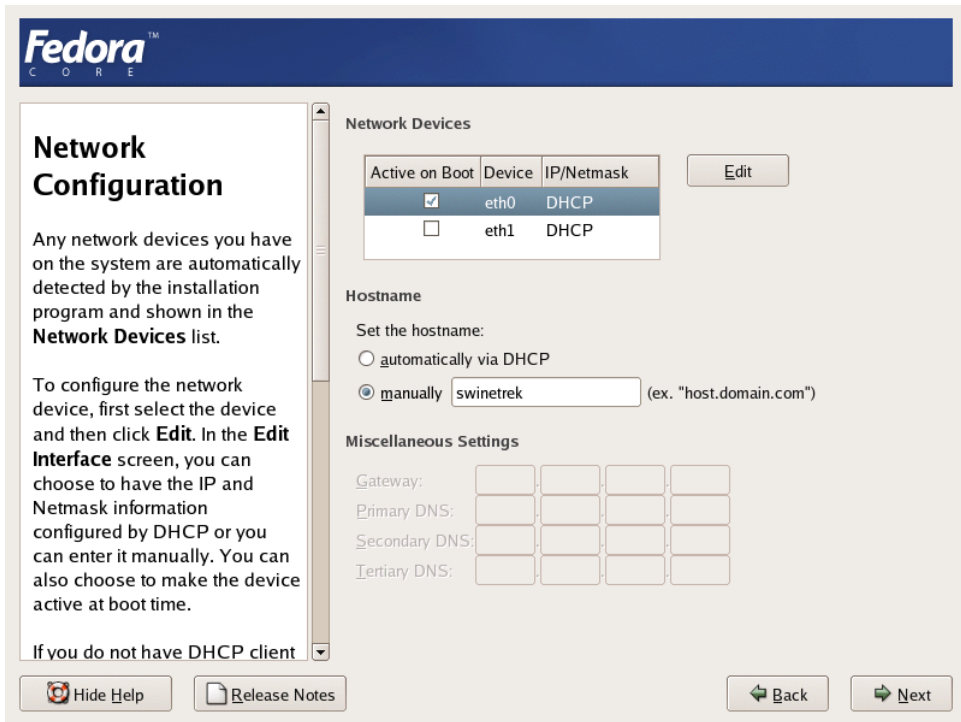 Fedora™
CORE
Network
Configuration
Any network devices you have
on the system are automatically
detected by the installation
program and shown in the
Network Devices list.
To configure the network
device, first select the device
and then click Edit. In the Edit
Interface screen, you can
choose to have the IP and
Netmask information
configured by DHCP or you
can enter it manually. You can
also choose to make the device
active at boot time.
If you do not have DHCP client
Network Devices
Active on Boot Device IP/Netmask
eth0 DHCP
eth1 DHCP
Edit
Hostname
Set the hostname:
automatically via DHCP
manually swinetrek (ex. "host.domain.com")
Miscellaneous Settings
Gateway: . . .
Primary DNS: . . .
Secondary DNS: . . .
Tertiary DNS: . . .
Hide Help Release Notes Back Next